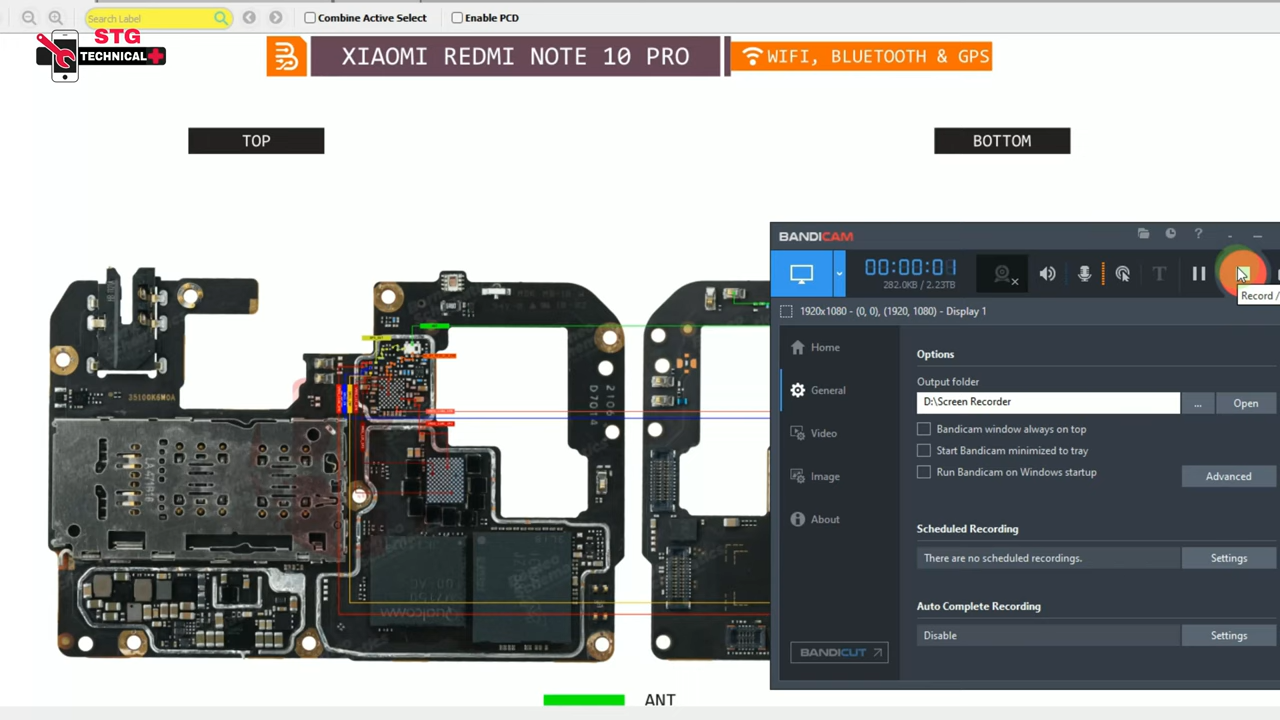 Search Label
Combine Active Select
Enable PCD
STG
TECHNICAL
XIAOMI REDMI NOTE 10 PRO
WIFI, BLUETOOTH & GPS
TOP
BOTTOM
BANDICAM
00:00:01
282.0KB / 2.23TB
Record /
1920x1080 - (0, 0), (1920, 1080) - Display 1
Home
General
Video
Image
About
BANDICUT
Options
Output folder
D:\Screen Recorder
...
Open
Bandicam window always on top
Start Bandicam minimized to tray
Run Bandicam on Windows startup
Advanced
Scheduled Recording
There are no scheduled recordings.
Settings
Auto Complete Recording
Disable
Settings
35100K6M0A
D7014
ANT